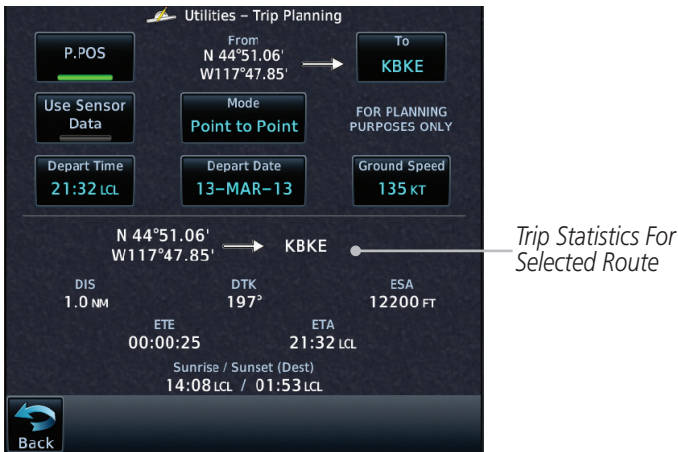 Utilities – Trip Planning
P.POS
From
N 44°51.06'
W117°47.85'
To
KBKE
Use Sensor
Data
Mode
Point to Point
FOR PLANNING
PURPOSES ONLY
Depart Time
21:32 LCL
Depart Date
13–MAR–13
Ground Speed
135 KT
N 44°51.06'
W117°47.85'
KBKE
Trip Statistics For
Selected Route
DIS
1.0 NM
DTK
197°
ESA
12200 FT
ETE
00:00:25
ETA
21:32 LCL
Sunrise / Sunset (Dest)
14:08 LCL / 01:53 LCL
Back